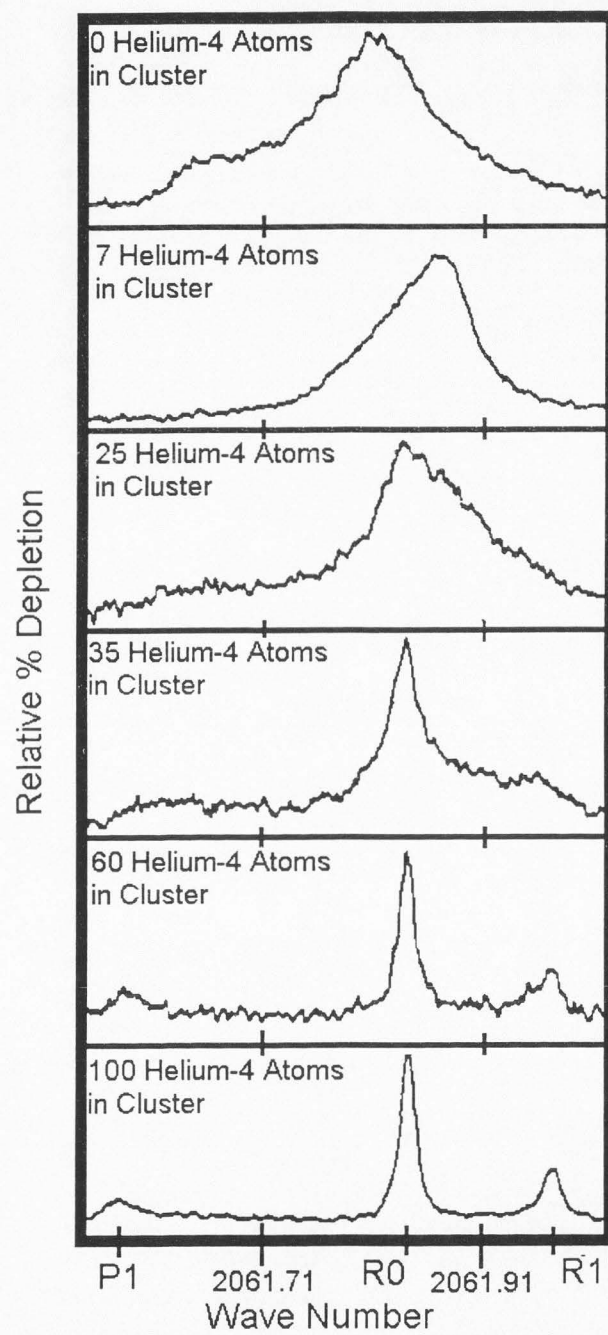 0 Helium-4 Atoms
in Cluster
7 Helium-4 Atoms
in Cluster
25 Helium-4 Atoms
in Cluster
35 Helium-4 Atoms
in Cluster
60 Helium-4 Atoms
in Cluster
100 Helium-4 Atoms
in Cluster
Relative % Depletion
P1 2061.71 R0 2061.91 R1
Wave Number